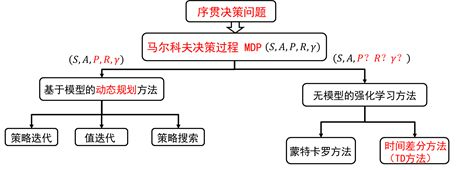 序贯决策问题
马尔科夫决策过程 MDP (S, A, P, R, γ)
(S, A, P, R, γ)
(S, A, P? R? γ?)
基于模型的动态规划方法
无模型的强化学习方法
策略迭代
值迭代
策略搜索
蒙特卡罗方法
时间差分方法
(TD方法)